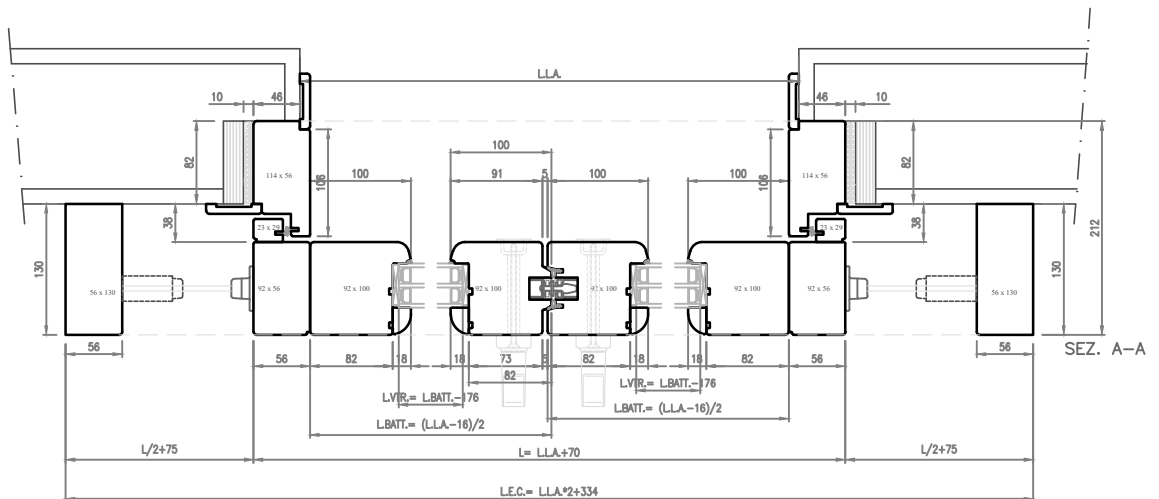 L.L.A.
10
46
46
10
82
114 x 56
106
100
100
91
5
100
100
106
114 x 56
82
212
38
23 x 29
23 x 29
38
130
56 x 130
92 x 56
92 x 100
92 x 100
92 x 100
92 x 100
92 x 56
56 x 130
130
SEZ. A-A
56
56
82
18
18
73
5
82
18
18
82
56
56
82
L.VTR.= L.BATT.-176
L.VTR.= L.BATT.-176
L.BATT.= (L.L.A.-16)/2
L.BATT.= (L.L.A.-16)/2
L/2+75
L= L.L.A.+70
L/2+75
L.E.C.= L.L.A.*2+334